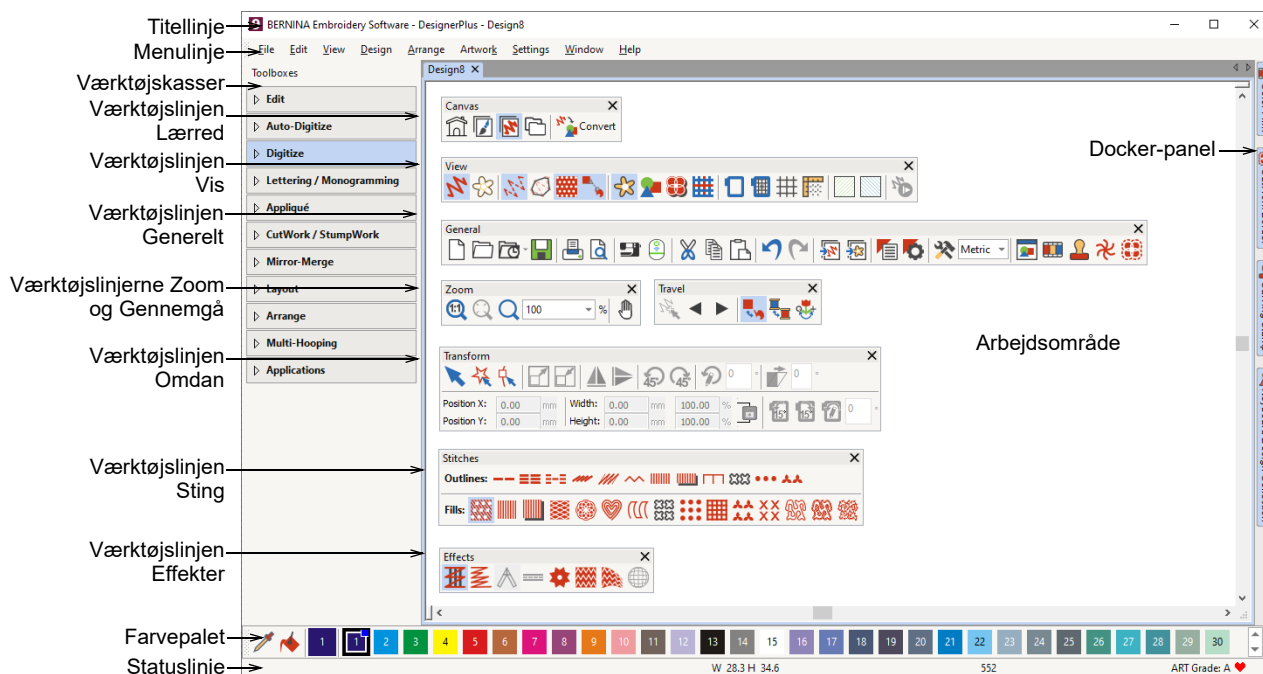 Titellinje
BERNINA Embroidery Software - DesignerPlus - Design8
Menulinje
File Edit View Design Arrange Artwork Settings Window Help
Værktøjskasser
Toolboxes
Edit
Auto-Digitize
Digitize
Lettering / Monogramming
Appliqué
CutWork / StumpWork
Mirror-Merge
Layout
Arrange
Multi-Hooping
Applications
Design8
Værktøjslinjen
Lærred
Canvas
Convert
Værktøjslinjen
Vis
View
Docker-panel
Værktøjslinjen
Generelt
General
Metric
Værktøjslinjerne Zoom
og Gennemgå
Zoom
1:1 100 %
Travel
Arbejdsområde
Værktøjslinjen
Omdan
Transform
45 45 0 ° 0 °
Position X: 0.00 mm Width: 0.00 mm 100.00 %
15° 15° 0 °
Position Y: 0.00 mm Height: 0.00 mm 100.00 %
Værktøjslinjen
Sting
Stitches
Outlines:
Fills:
Værktøjslinjen
Effekter
Effects
Farvepalet
1 1 2 3 4 5 6 7 8 9 10 11 12 13 14 15 16 17 18 19 20 21 22 23 24 25 26 27 28 29 30
Statuslinie
W 28.3 H 34.6 552 ART Grade: A